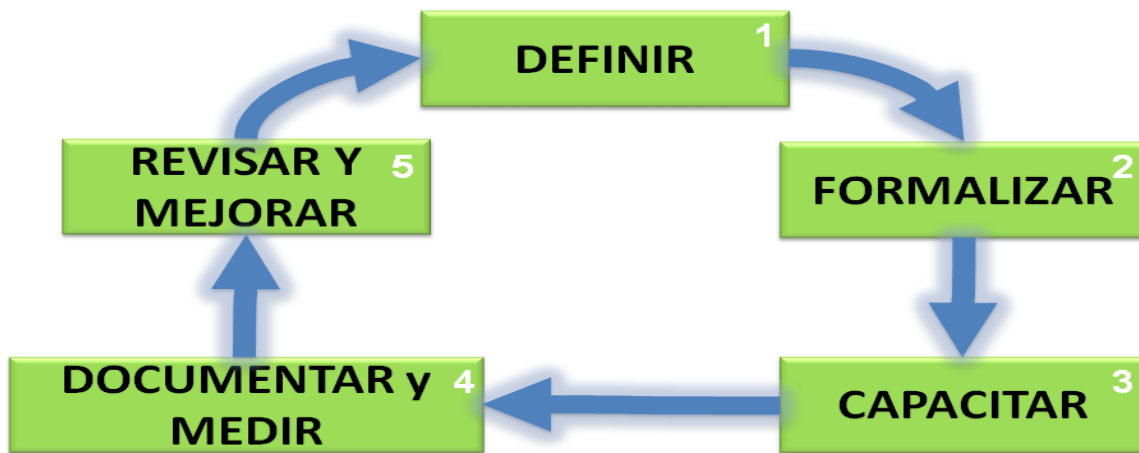 DEFINIR 1
FORMALIZAR 2
CAPACITAR 3
DOCUMENTAR y 4
MEDIR
REVISAR Y 5
MEJORAR